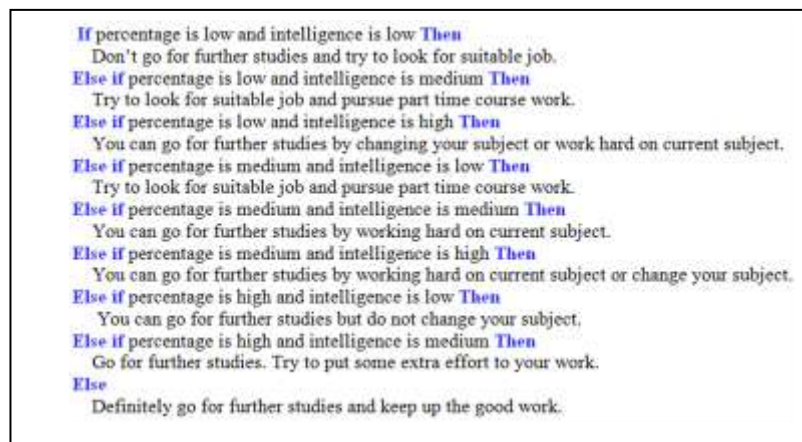 If percentage is low and intelligence is low Then
Don't go for further studies and try to look for suitable job.
Else if percentage is low and intelligence is medium Then
Try to look for suitable job and pursue part time course work.
Else if percentage is low and intelligence is high Then
You can go for further studies by changing your subject or work hard on current subject.
Else if percentage is medium and intelligence is low Then
Try to look for suitable job and pursue part time course work.
Else if percentage is medium and intelligence is medium Then
You can go for further studies by working hard on current subject.
Else if percentage is medium and intelligence is high Then
You can go for further studies by working hard on current subject or change your subject.
Else if percentage is high and intelligence is low Then
You can go for further studies but do not change your subject.
Else if percentage is high and intelligence is medium Then
Go for further studies. Try to put some extra effort to your work.
Else
Definitely go for further studies and keep up the good work.